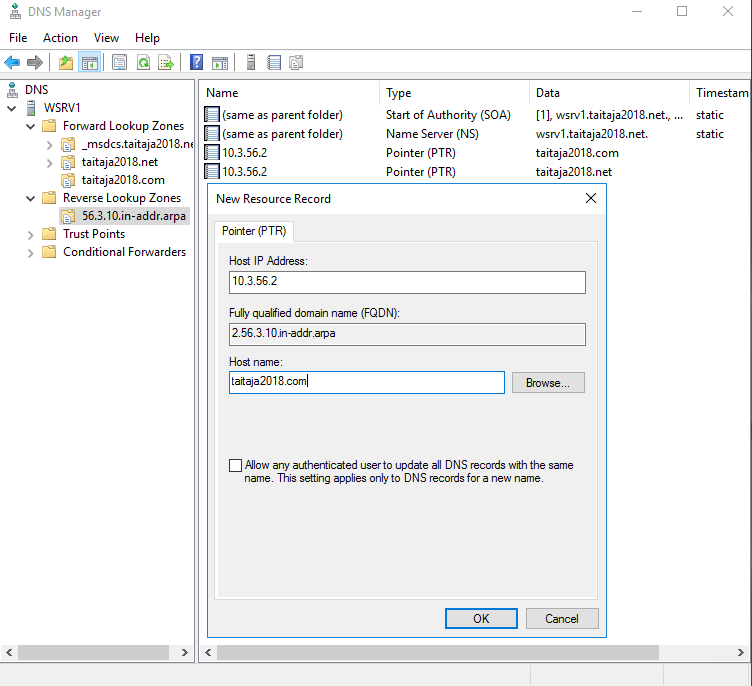 DNS Manager
File Action View Help
DNS
WSRV1
Forward Lookup Zones
_msdcs.taitaja2018.ne
taitaja2018.net
taitaja2018.com
Reverse Lookup Zones
56.3.10.in-addr.arpa
Trust Points
Conditional Forwarders
Name Type Data Timestam
(same as parent folder) Start of Authority (SOA) [1], wsrv1.taitaja2018.net., ... static
(same as parent folder) Name Server (NS) wsrv1.taitaja2018.net. static
10.3.56.2 Pointer (PTR) taitaja2018.com
10.3.56.2 Pointer (PTR) taitaja2018.net
New Resource Record
Pointer (PTR)
Host IP Address:
10.3.56.2
Fully qualified domain name (FQDN):
2.56.3.10.in-addr.arpa
Host name:
taitaja2018.com
Browse...
Allow any authenticated user to update all DNS records with the same
name. This setting applies only to DNS records for a new name.
OK Cancel